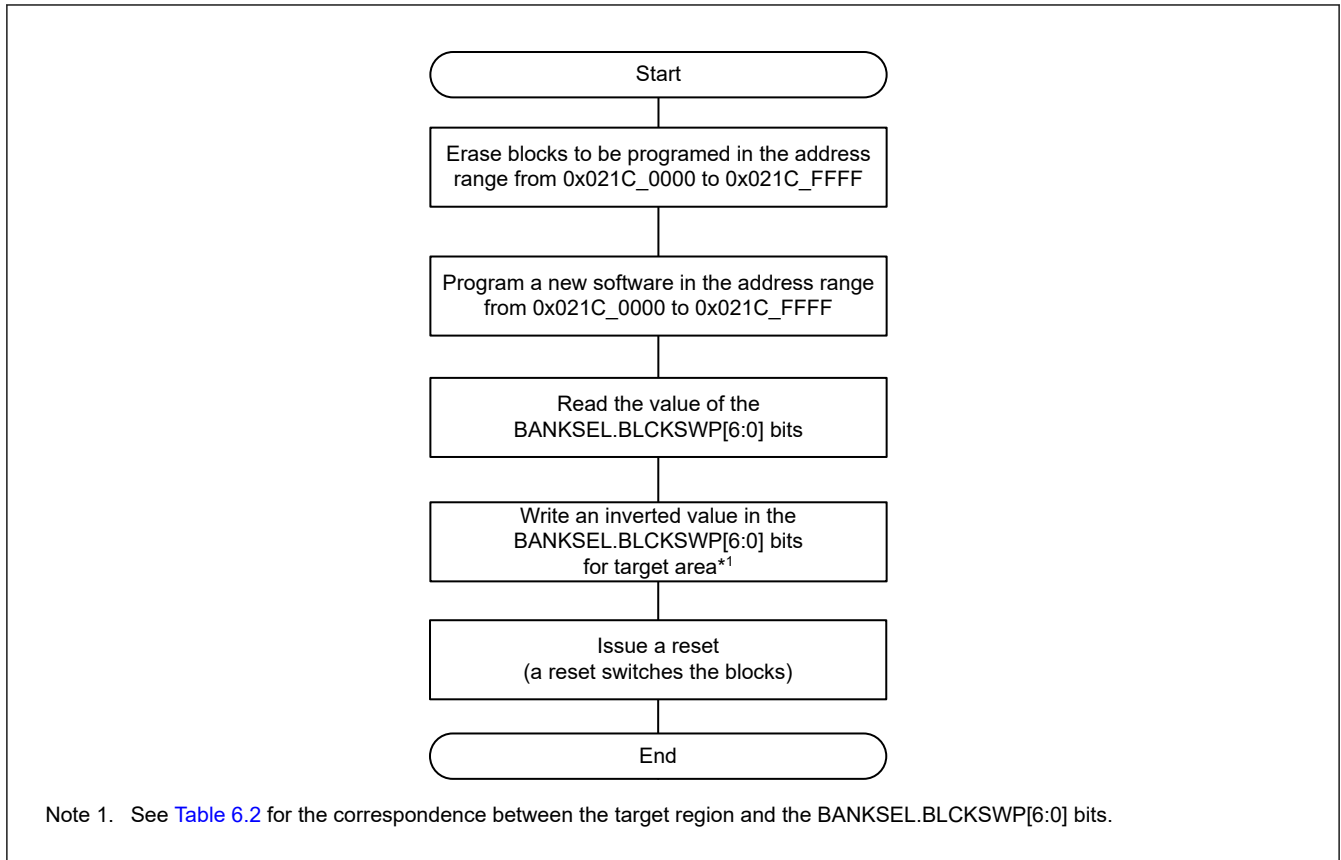 Start
Erase blocks to be programed in the address
range from 0x021C_0000 to 0x021C_FFFF
Program a new software in the address range
from 0x021C_0000 to 0x021C_FFFF
Read the value of the
BANKSEL.BLCKSWP[6:0] bits
Write an inverted value in the
BANKSEL.BLCKSWP[6:0] bits
for target area*1
Issue a reset
(a reset switches the blocks)
End
Note 1. See Table 6.2 for the correspondence between the target region and the BANKSEL.BLCKSWP[6:0] bits.